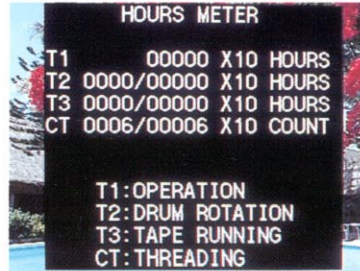 HOURS METER
T1 00000 X10 HOURS
T2 0000/00000 X10 HOURS
T3 0000/00000 X10 HOURS
CT 0006/00006 X10 COUNT
T1:OPERATION
T2:DRUM ROTATION
T3:TAPE RUNNING
CT:THREADING